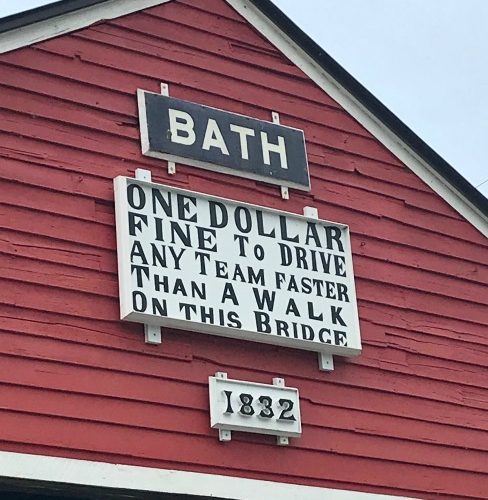 BATH
ONE DOLLAR
FINE TO DRIVE
ANY TEAM FASTER
THAN A WALK
ON THIS BRIDGE
1832